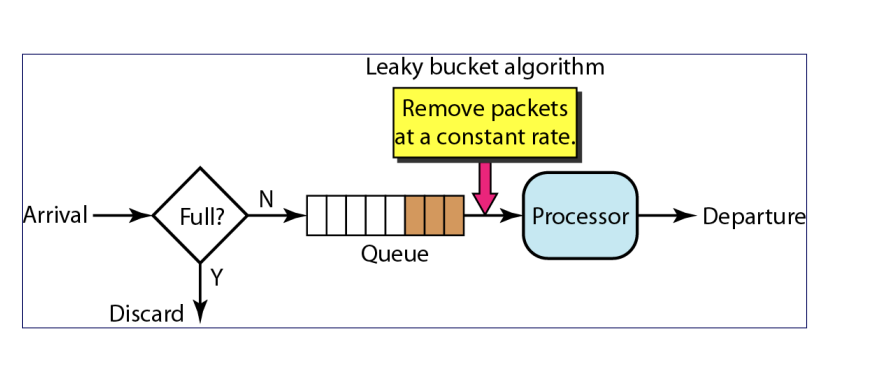 Leaky bucket algorithm
Remove packets
at a constant rate.
Arrival
Full?
N
Queue
Processor
Departure
Y
Discard